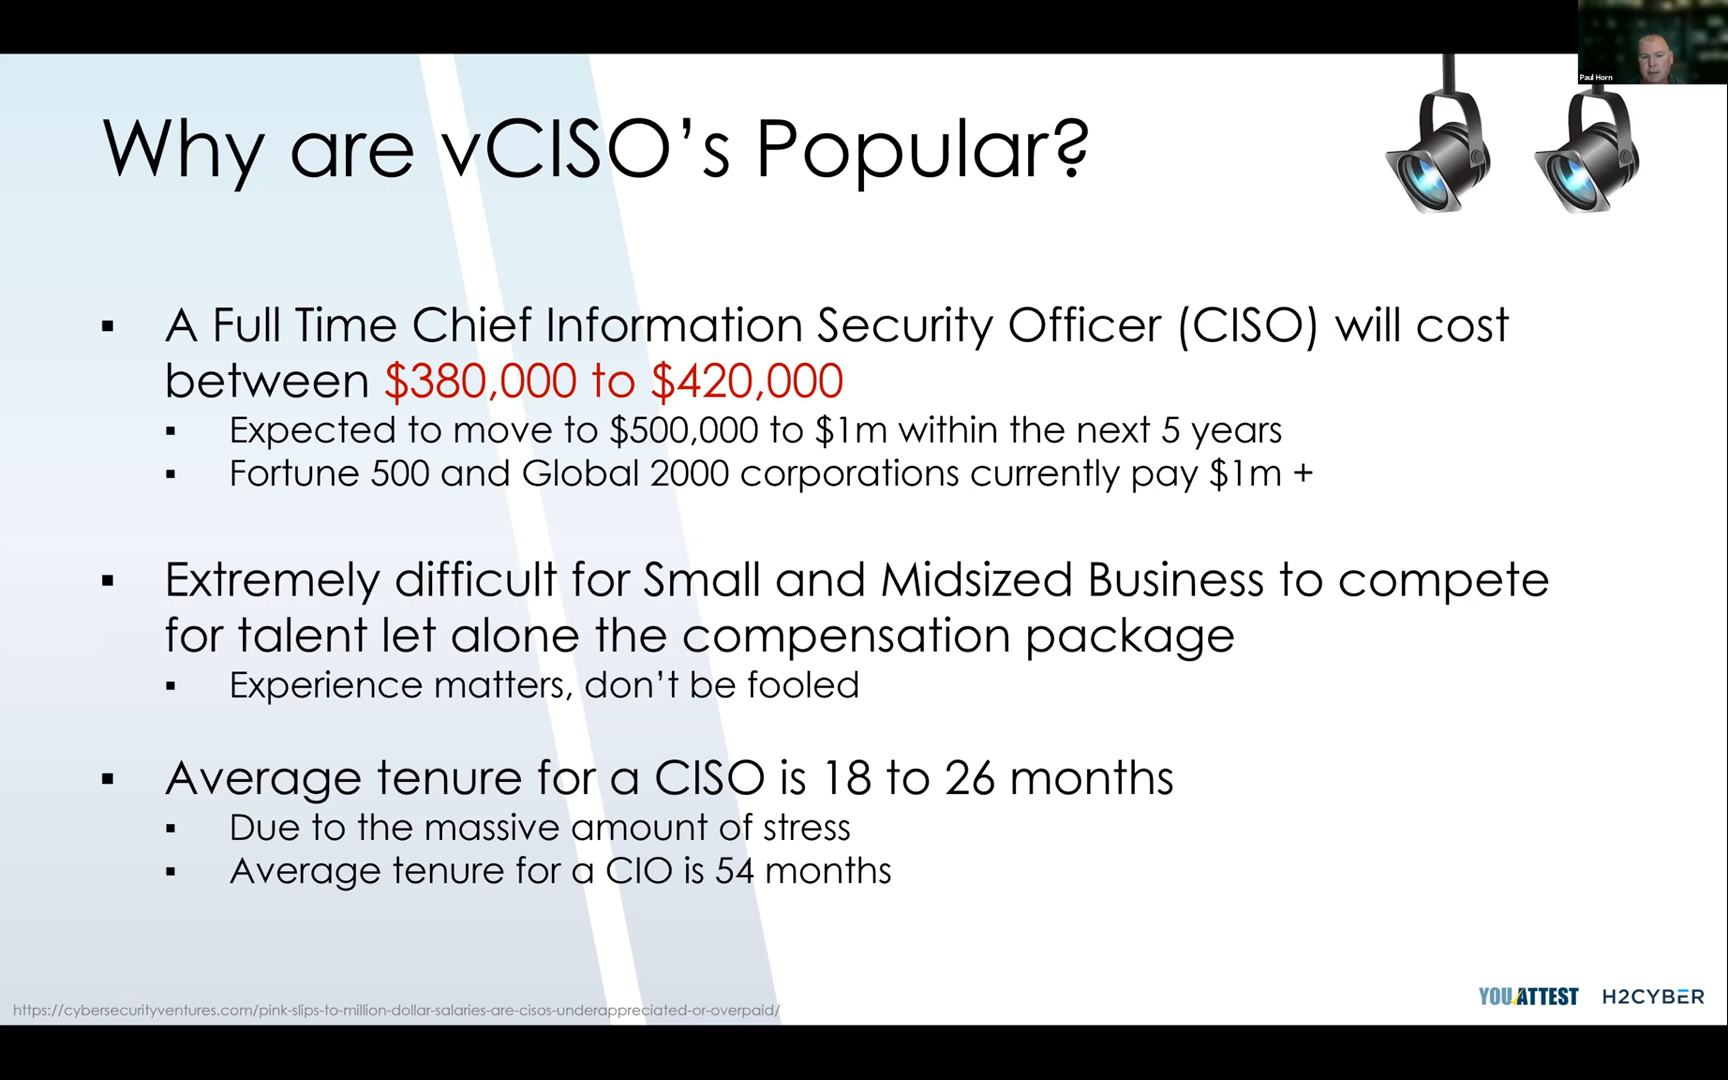 Paul Horn
Why are vCISO’s Popular?
▪ A Full Time Chief Information Security Officer (CISO) will cost
between $380,000 to $420,000
▪ Expected to move to $500,000 to $1m within the next 5 years
▪ Fortune 500 and Global 2000 corporations currently pay $1m +
▪ Extremely difficult for Small and Midsized Business to compete
for talent let alone the compensation package
▪ Experience matters, don’t be fooled
▪ Average tenure for a CISO is 18 to 26 months
▪ Due to the massive amount of stress
▪ Average tenure for a CIO is 54 months
https://cybersecurityventures.com/pink-slips-to-million-dollar-salaries-are-cisos-underappreciated-or-overpaid/
YOUATTEST H2CYBER